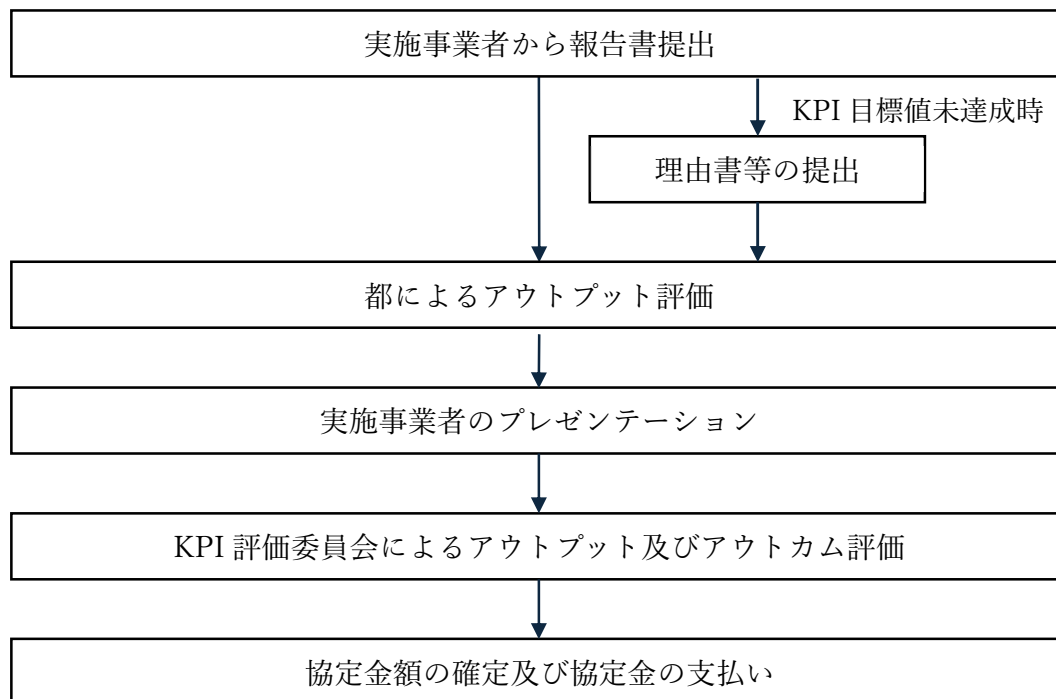 実施事業者から報告書提出
KPI 目標値未達成時
理由書等の提出
都によるアウトプット評価
実施事業者のプレゼンテーション
KPI 評価委員会によるアウトプット及びアウトカム評価
協定金額の確定及び協定金の支払い